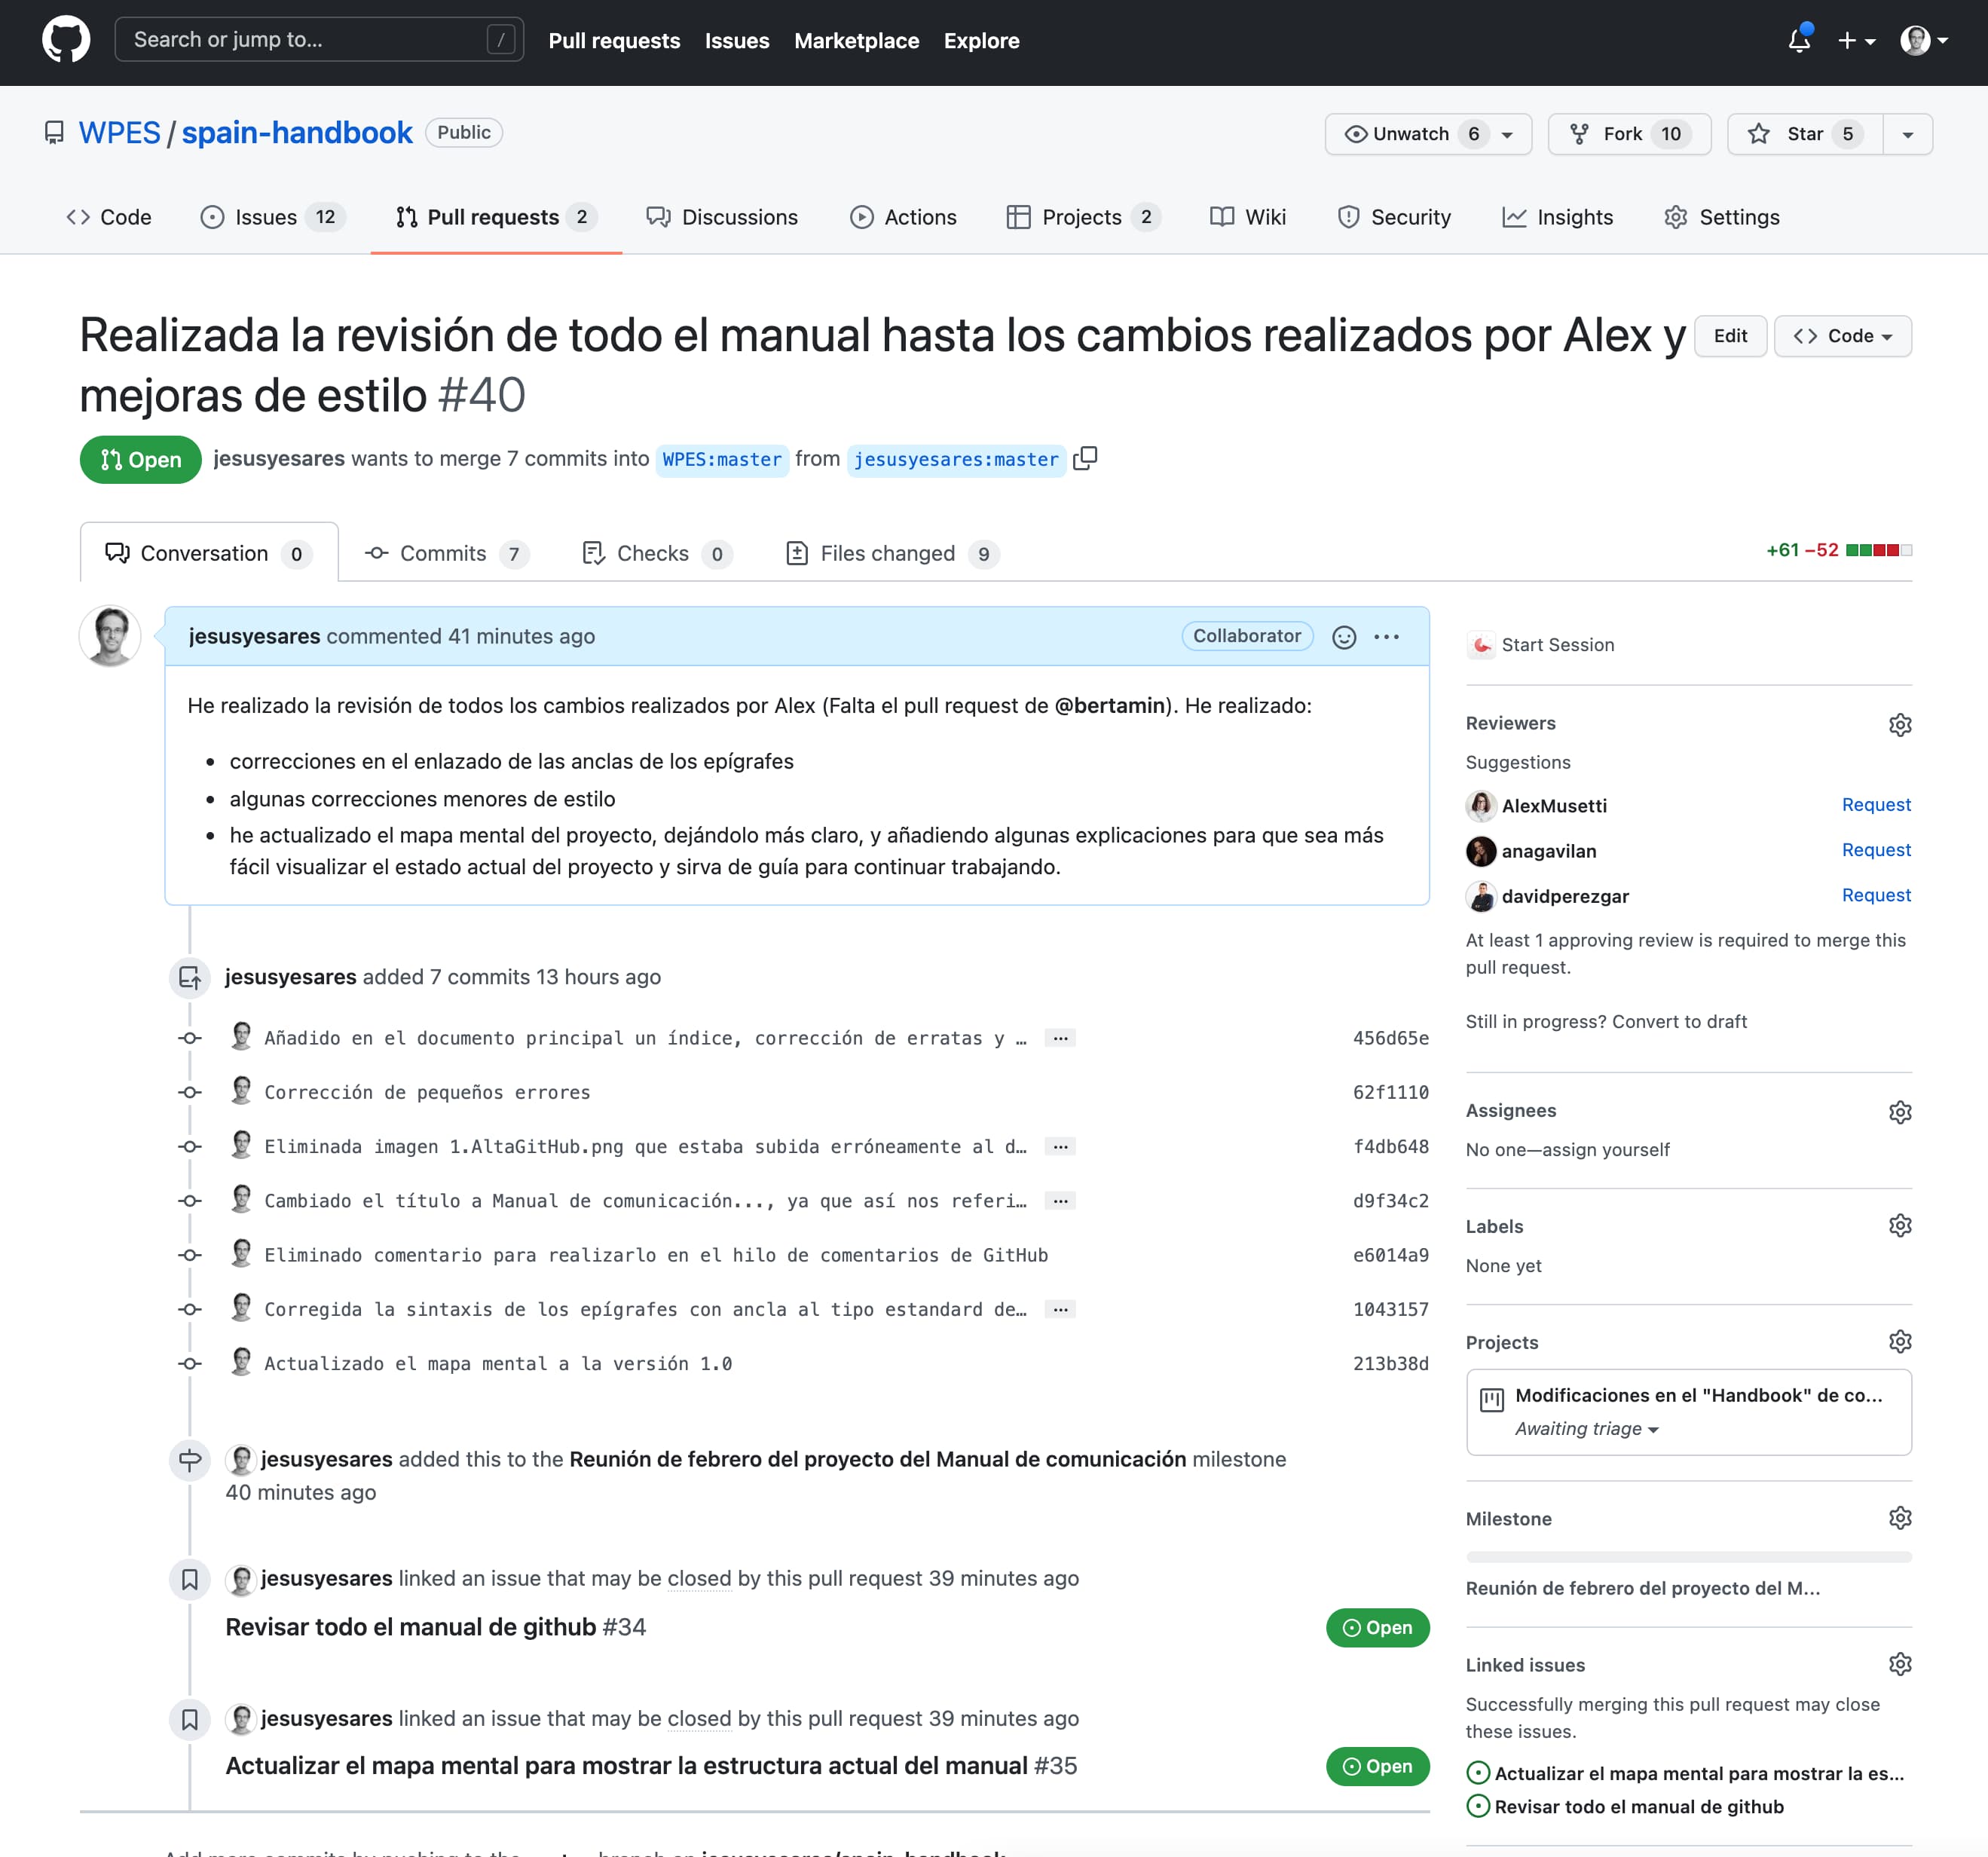 Search or jump to... /
Pull requests Issues Marketplace Explore
WPES / spain-handbook Public
Unwatch 6 Fork 10 Star 5
Code Issues 12 Pull requests 2 Discussions Actions Projects 2 Wiki Security Insights Settings
Realizada la revisión de todo el manual hasta los cambios realizados por Alex y
mejoras de estilo #40
Edit Code
Open jesusyesares wants to merge 7 commits into WPES:master from jesusyesares:master
Conversation 0 Commits 7 Checks 0 Files changed 9
+61 −52
jesusyesares commented 41 minutes ago Collaborator ...
He realizado la revisión de todos los cambios realizados por Alex (Falta el pull request de @bertamin). He realizado:
• correcciones en el enlazado de las anclas de los epígrafes
• algunas correcciones menores de estilo
• he actualizado el mapa mental del proyecto, dejándolo más claro, y añadiendo algunas explicaciones para que sea más
fácil visualizar el estado actual del proyecto y sirva de guía para continuar trabajando.
jesusyesares added 7 commits 13 hours ago
Añadido en el documento principal un índice, corrección de erratas y … ... 456d65e
Corrección de pequeños errores 62f1110
Eliminada imagen 1.AltaGitHub.png que estaba subida erróneamente al d… ... f4db648
Cambiado el título a Manual de comunicación..., ya que así nos referi… ... d9f34c2
Eliminado comentario para realizarlo en el hilo de comentarios de GitHub e6014a9
Corregida la sintaxis de los epígrafes con ancla al tipo estandard de… ... 1043157
Actualizado el mapa mental a la versión 1.0 213b38d
jesusyesares added this to the Reunión de febrero del proyecto del Manual de comunicación milestone
40 minutes ago
jesusyesares linked an issue that may be closed by this pull request 39 minutes ago
Revisar todo el manual de github #34 Open
jesusyesares linked an issue that may be closed by this pull request 39 minutes ago
Actualizar el mapa mental para mostrar la estructura actual del manual #35 Open
Start Session
Reviewers
Suggestions
AlexMusetti Request
anagavilan Request
davidperezgar Request
At least 1 approving review is required to merge this
pull request.
Still in progress? Convert to draft
Assignees
No one—assign yourself
Labels
None yet
Projects
Modificaciones en el "Handbook" de co...
Awaiting triage
Milestone
Reunión de febrero del proyecto del M...
Linked issues
Successfully merging this pull request may close
these issues.
Actualizar el mapa mental para mostrar la es...
Revisar todo el manual de github